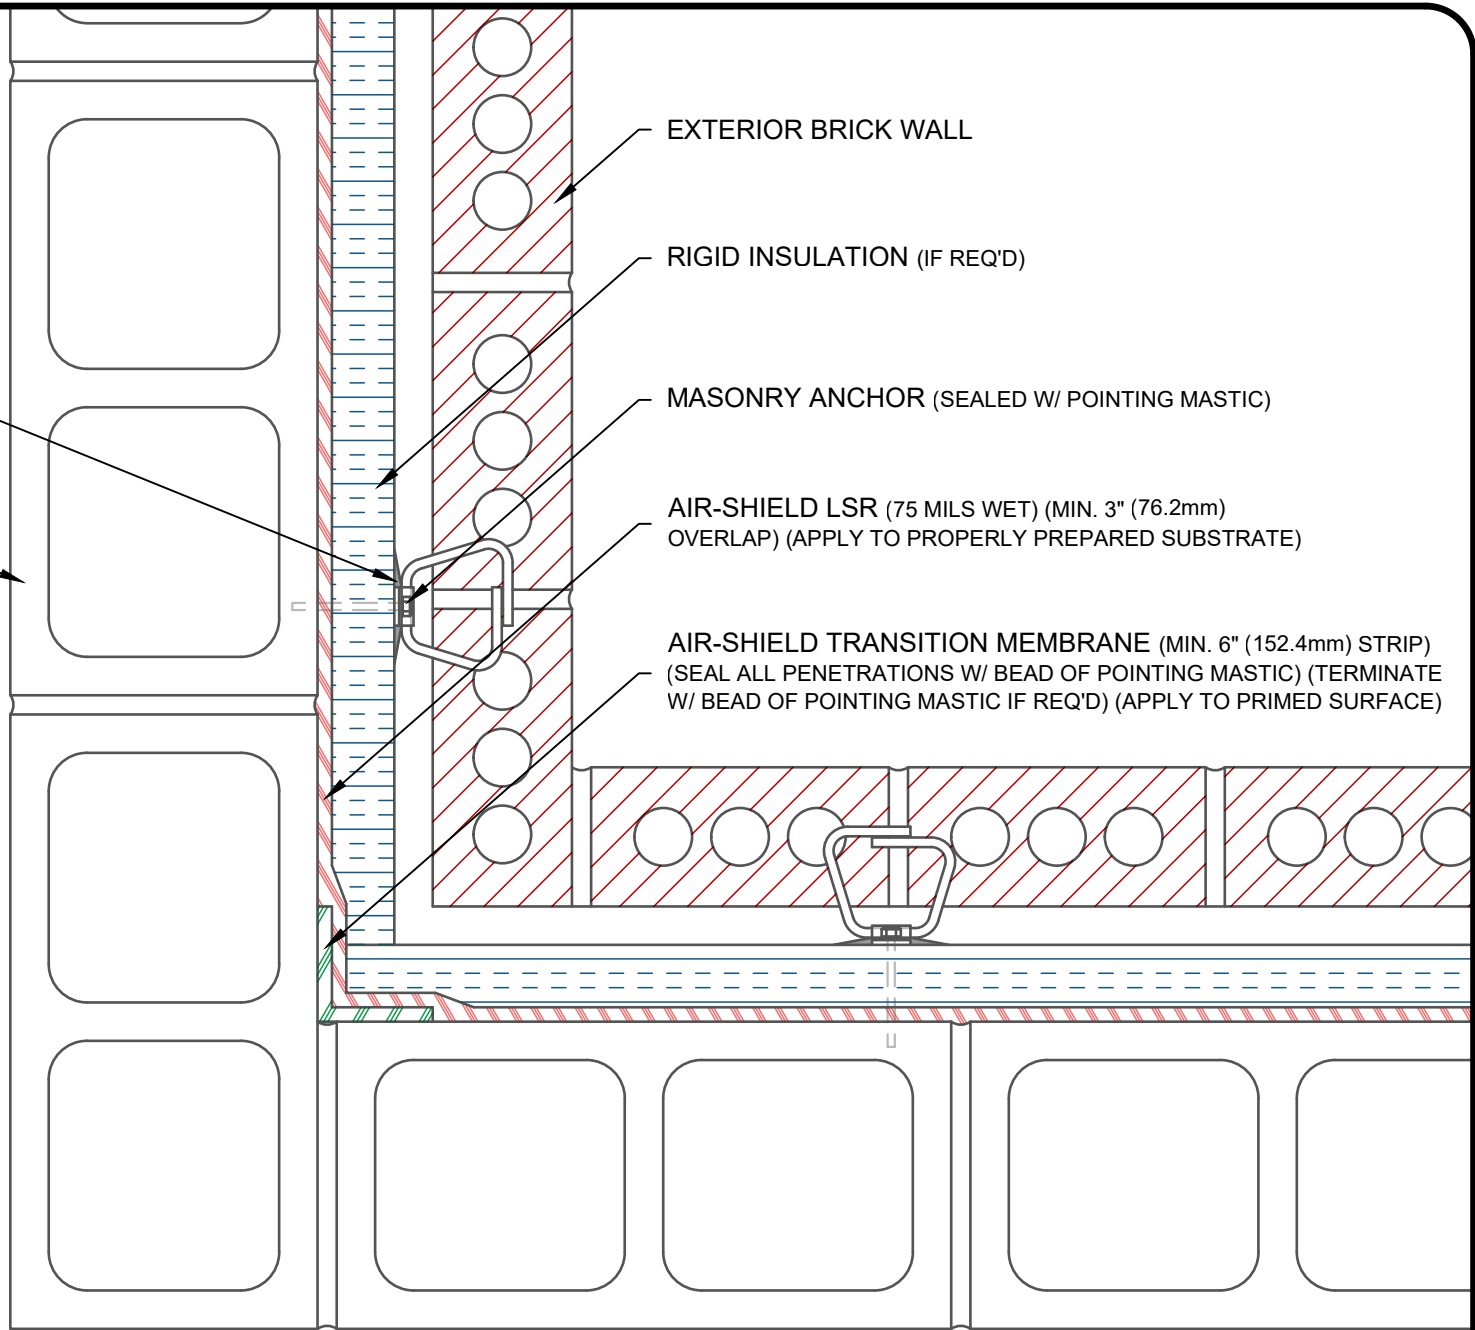 EXTERIOR BRICK WALL
RIGID INSULATION (IF REQ'D)
MASONRY ANCHOR (SEALED W/ POINTING MASTIC)
AIR-SHIELD LSR (75 MILS WET) (MIN. 3" (76.2mm)
OVERLAP) (APPLY TO PROPERLY PREPARED SUBSTRATE)
AIR-SHIELD TRANSITION MEMBRANE (MIN. 6" (152.4mm) STRIP)
(SEAL ALL PENETRATIONS W/ BEAD OF POINTING MASTIC) (TERMINATE
W/ BEAD OF POINTING MASTIC IF REQ'D) (APPLY TO PRIMED SURFACE)